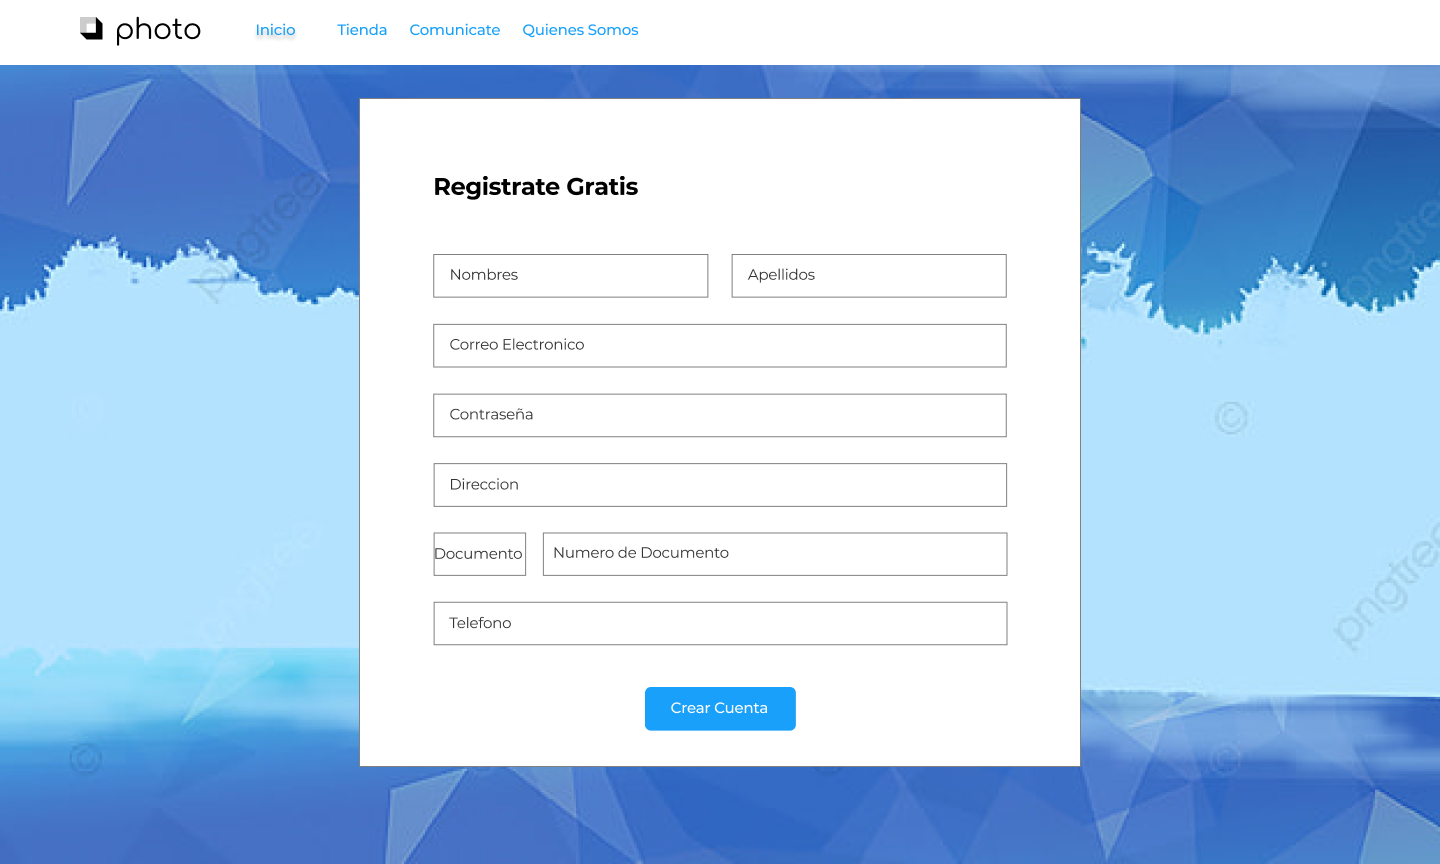 photo Inicio Tienda Comunicate Quienes Somos
Registrate Gratis
Nombres Apellidos
Correo Electronico
Contraseña
Direccion
Documento Numero de Documento
Telefono
Crear Cuenta
pngtree
pngtree
pngtree
pngtree